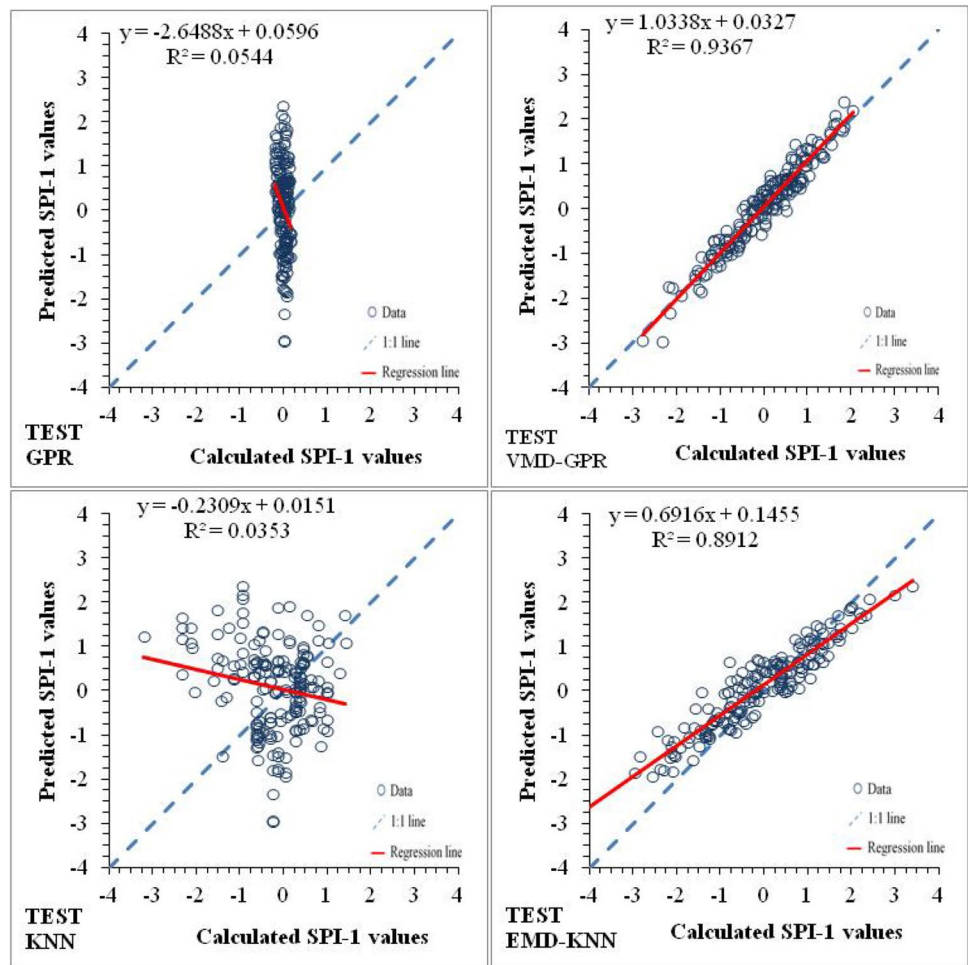 y = -2.6488x + 0.0596
R² = 0.0544
Predicted SPI-1 values
4
3
2
1
0
-1
-2
-3
-4
Data
1:1 line
Regression line
-4 -3 -2 -1 0 1 2 3 4
TEST
GPR
Calculated SPI-1 values
y = 1.0338x + 0.0327
R² = 0.9367
Predicted SPI-1 values
4
3
2
1
0
-1
-2
-3
-4
Data
1:1 line
Regression line
-4 -3 -2 -1 0 1 2 3 4
TEST
VMD-GPR
Calculated SPI-1 values
y = -0.2309x + 0.0151
R² = 0.0353
Predicted SPI-1 values
4
3
2
1
0
-1
-2
-3
-4
Data
1:1 line
Regression line
-4 -3 -2 -1 0 1 2 3 4
TEST
KNN
Calculated SPI-1 values
y = 0.6916x + 0.1455
R² = 0.8912
Predicted SPI-1 values
4
3
2
1
0
-1
-2
-3
-4
Data
1:1 line
Regression line
-4 -3 -2 -1 0 1 2 3 4
TEST
EMD-KNN
Calculated SPI-1 values